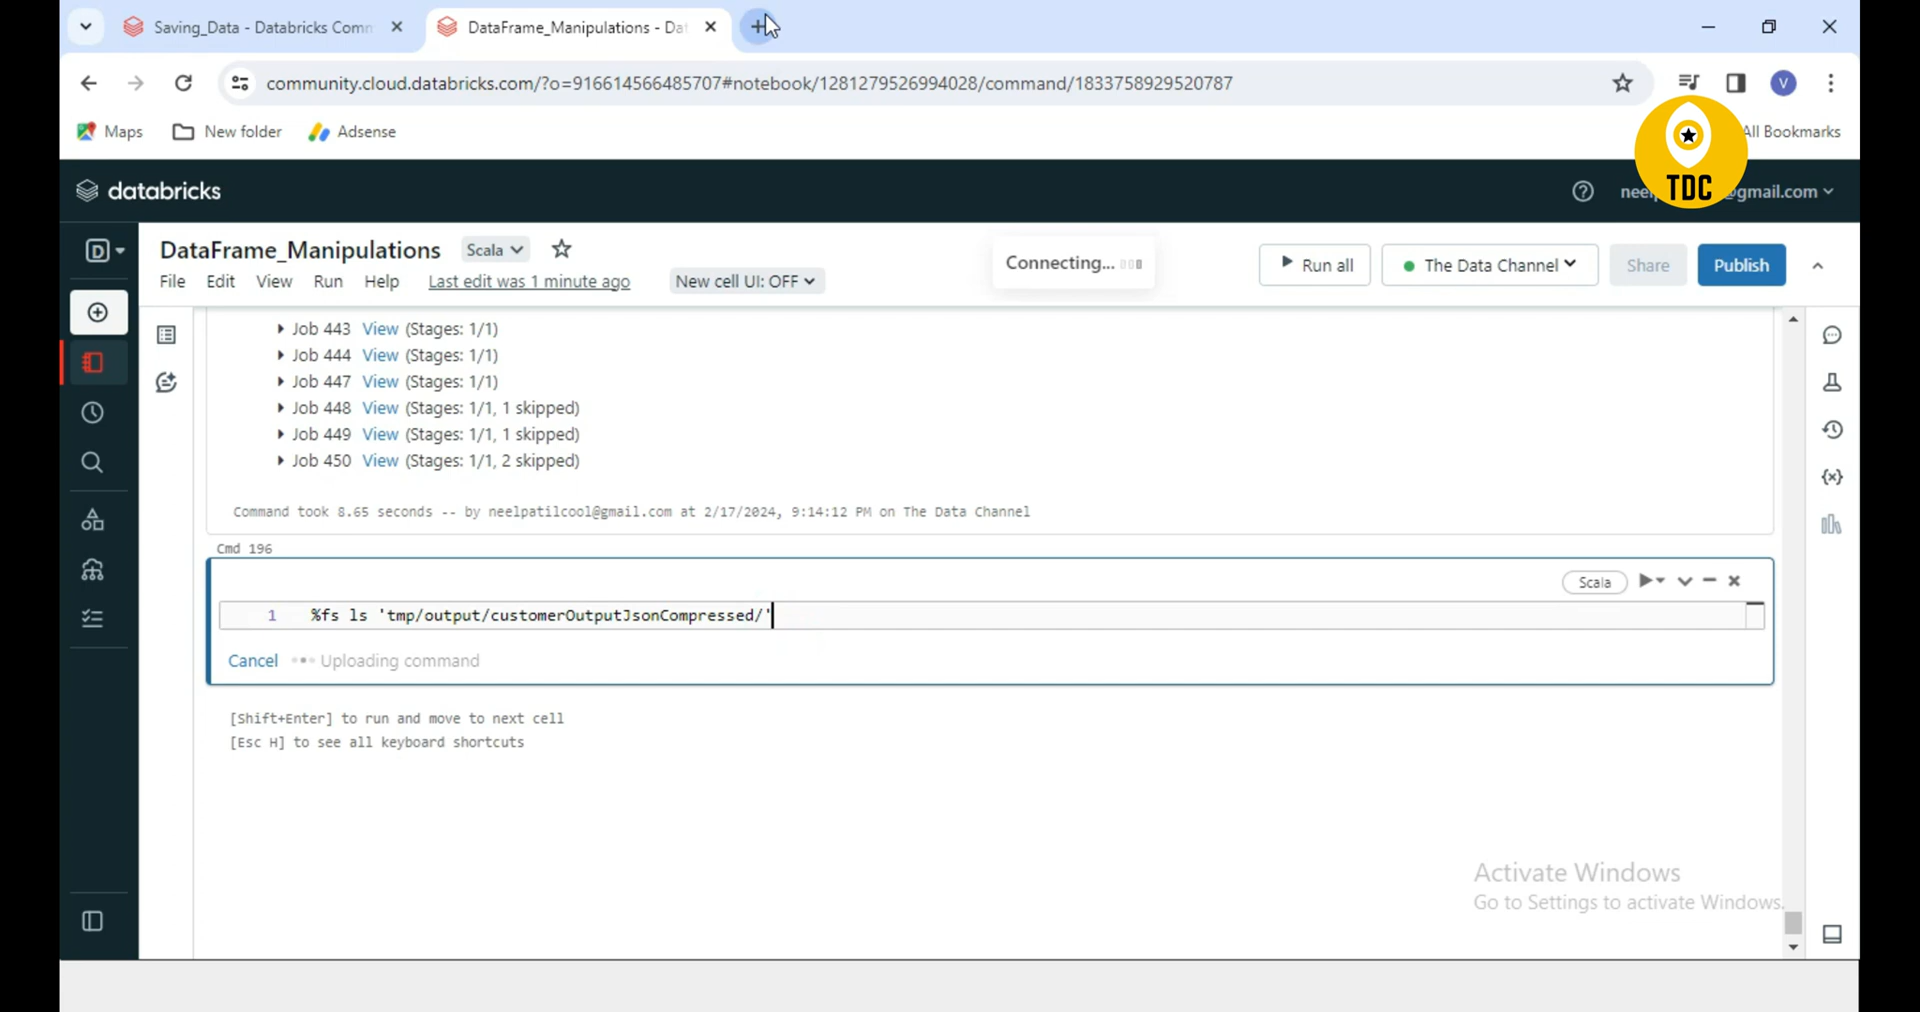 Saving_Data - Databricks Comm
DataFrame_Manipulations - Dat
community.cloud.databricks.com/?o=916614566485707#notebook/1281279526994028/command/1833758929520787
V
Maps
New folder
Adsense
All Bookmarks
TDC
databricks
@gmail.com
D
DataFrame_Manipulations
Scala
File
Edit
View
Run
Help
Last edit was 1 minute ago
New cell UI: OFF
Connecting...
Run all
The Data Channel
Share
Publish
Job 443 View (Stages: 1/1)
Job 444 View (Stages: 1/1)
Job 447 View (Stages: 1/1)
Job 448 View (Stages: 1/1, 1 skipped)
Job 449 View (Stages: 1/1, 1 skipped)
Job 450 View (Stages: 1/1, 2 skipped)
Command took 8.65 seconds -- by neelpatilcool@gmail.com at 2/17/2024, 9:14:12 PM on The Data Channel
Cmd 196
Scala
1 %fs ls 'tmp/output/customerOutputJsonCompressed/'
Cancel
Uploading command
[Shift+Enter] to run and move to next cell
[Esc H] to see all keyboard shortcuts
Activate Windows
Go to Settings to activate Windows.